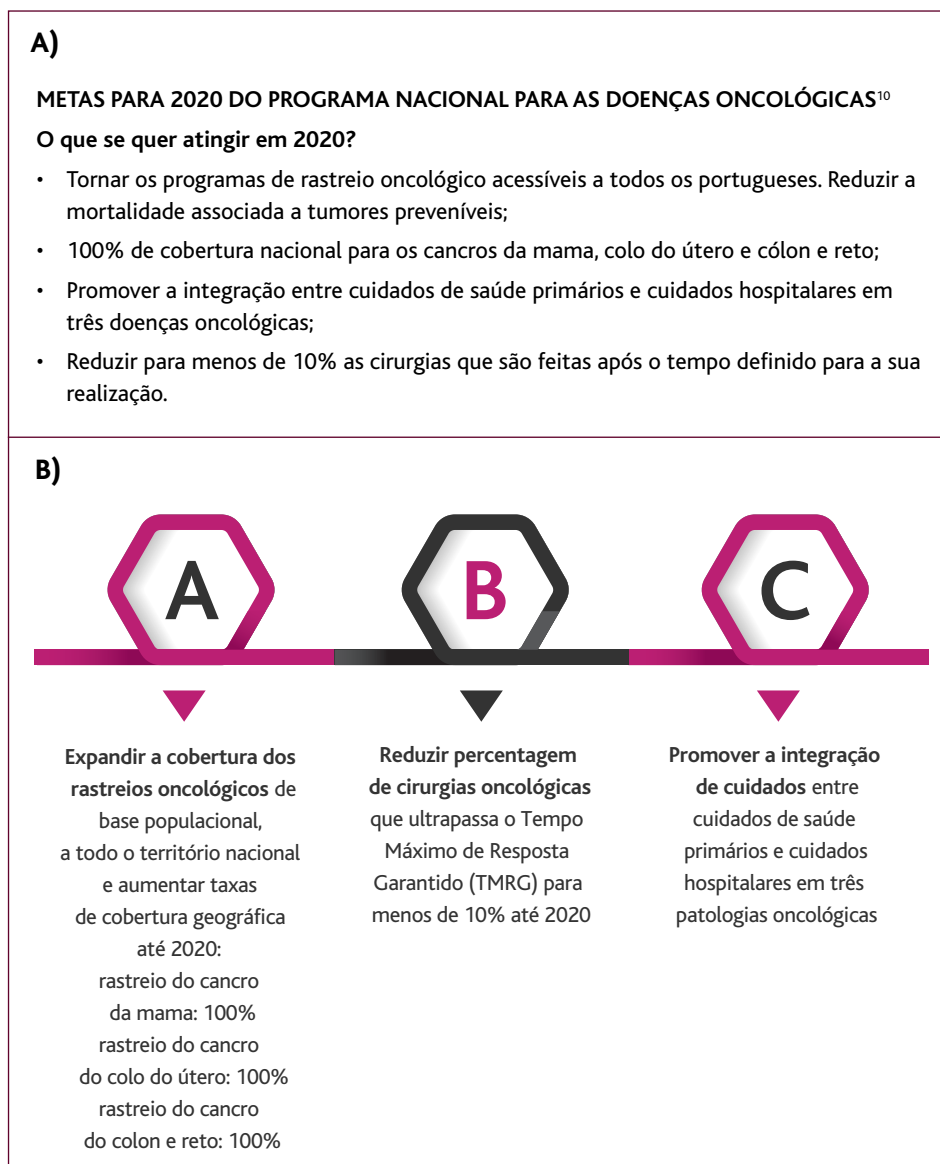 A)
METAS PARA 2020 DO PROGRAMA NACIONAL PARA AS DOENÇAS ONCOLÓGICAS¹⁰
O que se quer atingir em 2020?
• Tornar os programas de rastreio oncológico acessíveis a todos os portugueses. Reduzir a
mortalidade associada a tumores preveníveis;
• 100% de cobertura nacional para os cancros da mama, colo do útero e cólon e reto;
• Promover a integração entre cuidados de saúde primários e cuidados hospitalares em
três doenças oncológicas;
• Reduzir para menos de 10% as cirurgias que são feitas após o tempo definido para a sua
realização.
B)
A
Expandir a cobertura dos
rastreios oncológicos de
base populacional,
a todo o território nacional
e aumentar taxas
de cobertura geográfica
até 2020:
rastreio do cancro
da mama: 100%
rastreio do cancro
do colo do útero: 100%
rastreio do cancro
do colon e reto: 100%
B
Reduzir percentagem
de cirurgias oncológicas
que ultrapassa o Tempo
Máximo de Resposta
Garantido (TMRG) para
menos de 10% até 2020
C
Promover a integração
de cuidados entre
cuidados de saúde
primários e cuidados
hospitalares em três
patologias oncológicas